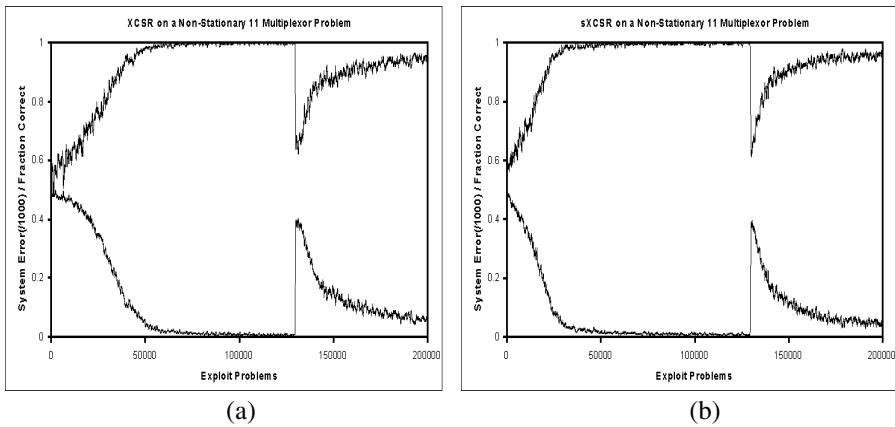 XCSR on a Non-Stationary 11 Multiplexor Problem
System Error(/1000) / Fraction Correct
1
0.8
0.6
0.4
0.2
0
0
50000
100000
150000
200000
Exploit Problems
(a)
sXCSR on a Non-Stationary 11 Multiplexor Problem
System Error(/1000) / Fraction Correct
1
0.8
0.6
0.4
0.2
0
0
50000
100000
150000
200000
Exploit Problems
(b)